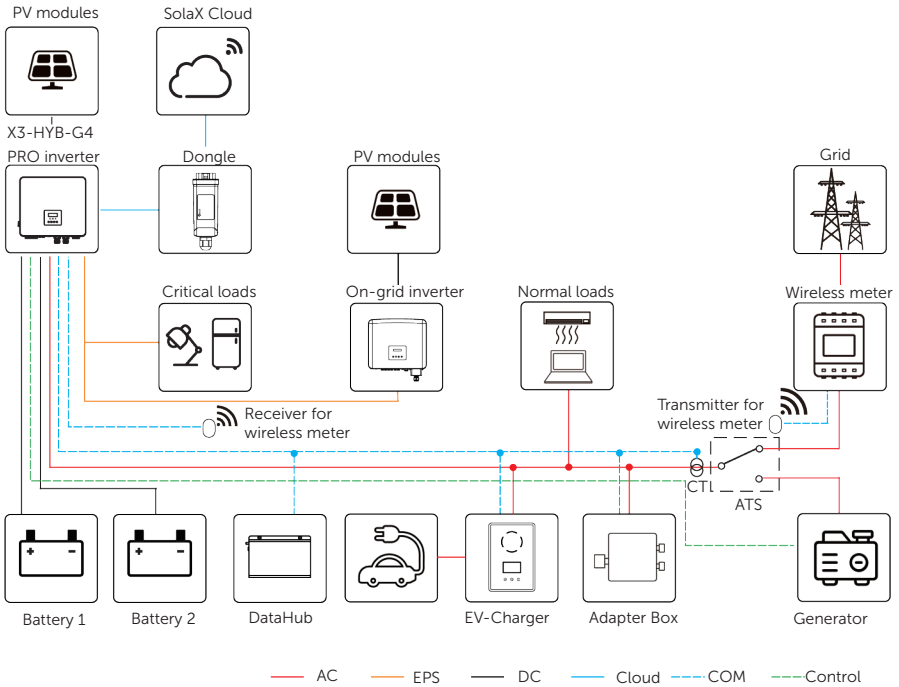 PV modules
SolaX Cloud
X3-HYB-G4
PRO inverter
Dongle
PV modules
Grid
Critical loads
On-grid inverter
Normal loads
Wireless meter
Receiver for
wireless meter
Transmitter for
wireless meter
CT
ATS
Battery 1
Battery 2
DataHub
EV-Charger
Adapter Box
Generator
AC
EPS
DC
Cloud
COM
Control